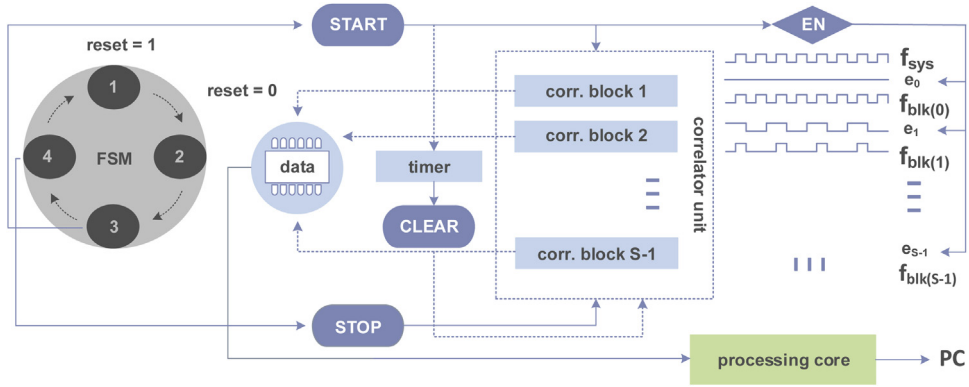 START
EN
reset = 1
reset = 0
1
2
3
4
FSM
data
timer
CLEAR
STOP
corr. block 1
corr. block 2
corr. block S-1
correlator unit
f_sys
e_0
f_blk(0)
e_1
f_blk(1)
e_S-1
f_blk(S-1)
processing core
PC